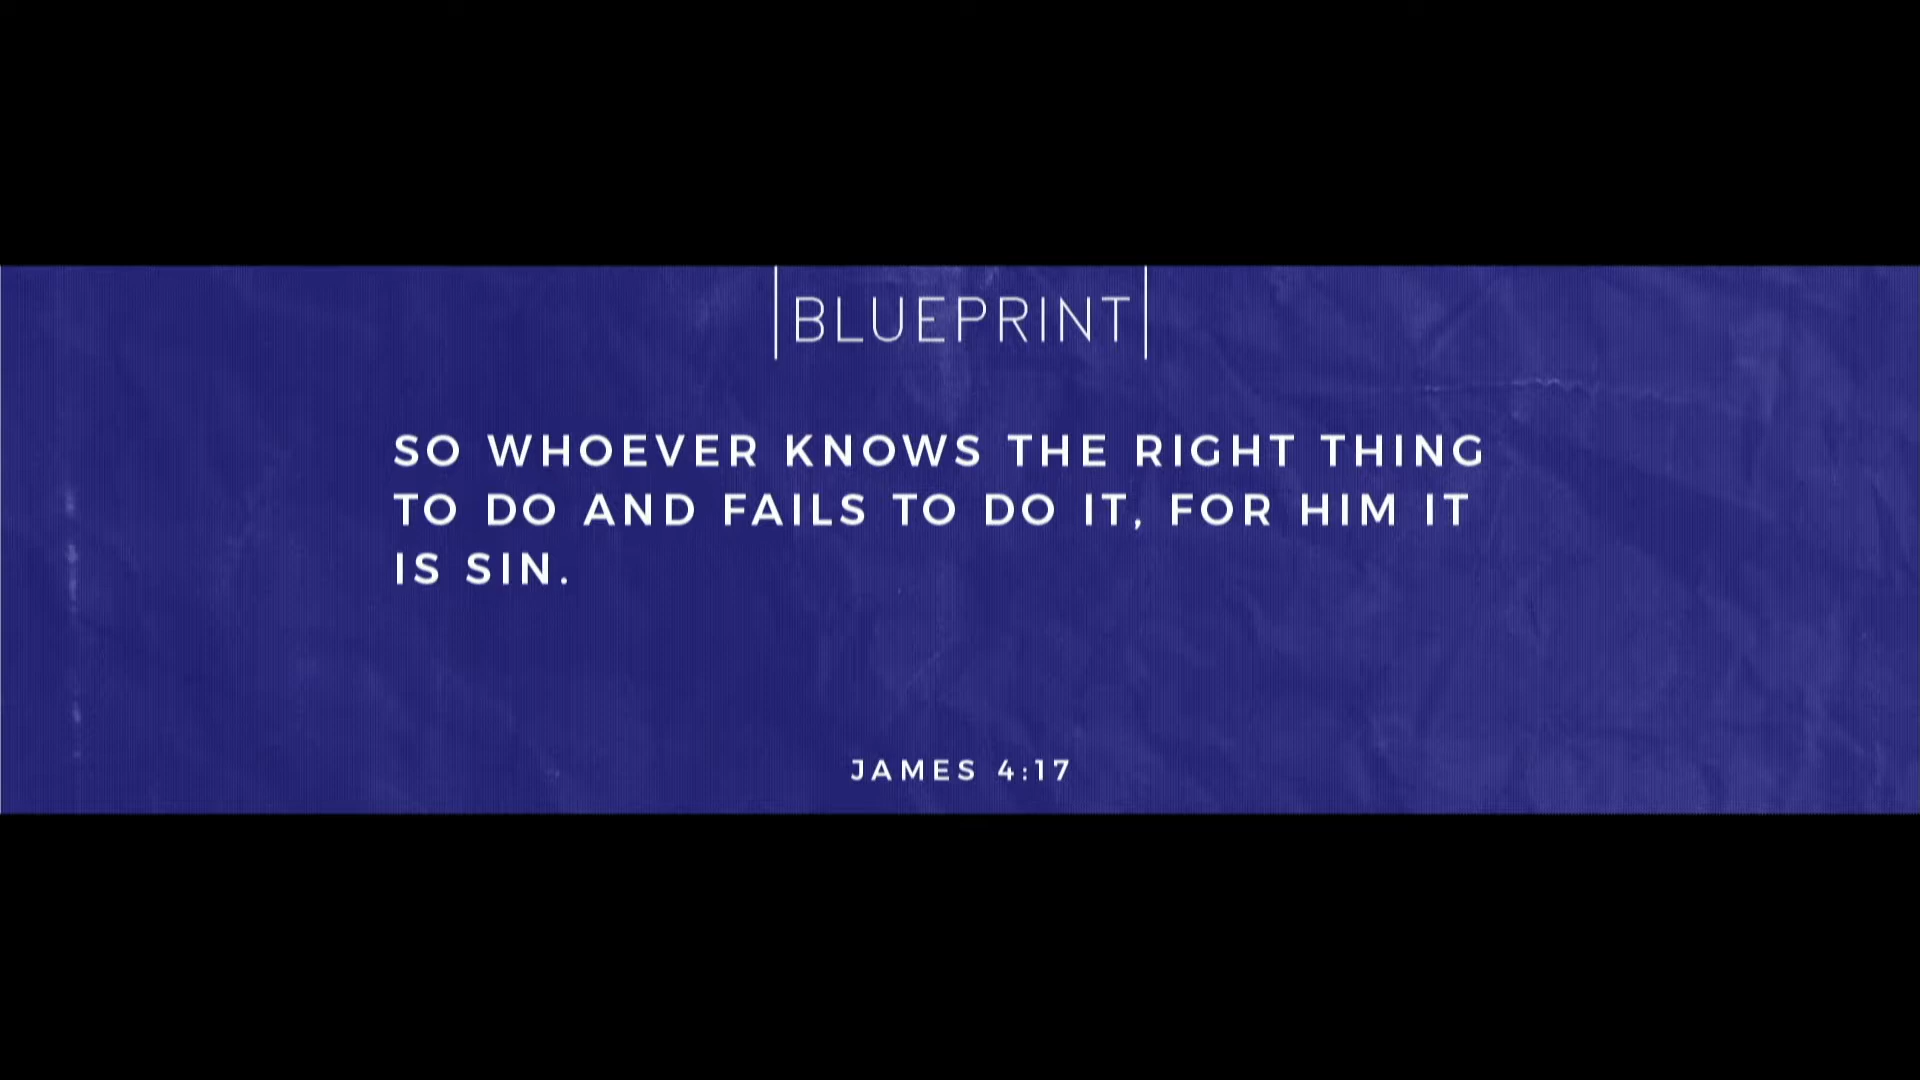 BLUEPRINT
SO WHOEVER KNOWS THE RIGHT THING
TO DO AND FAILS TO DO IT, FOR HIM IT
IS SIN.
JAMES 4:17